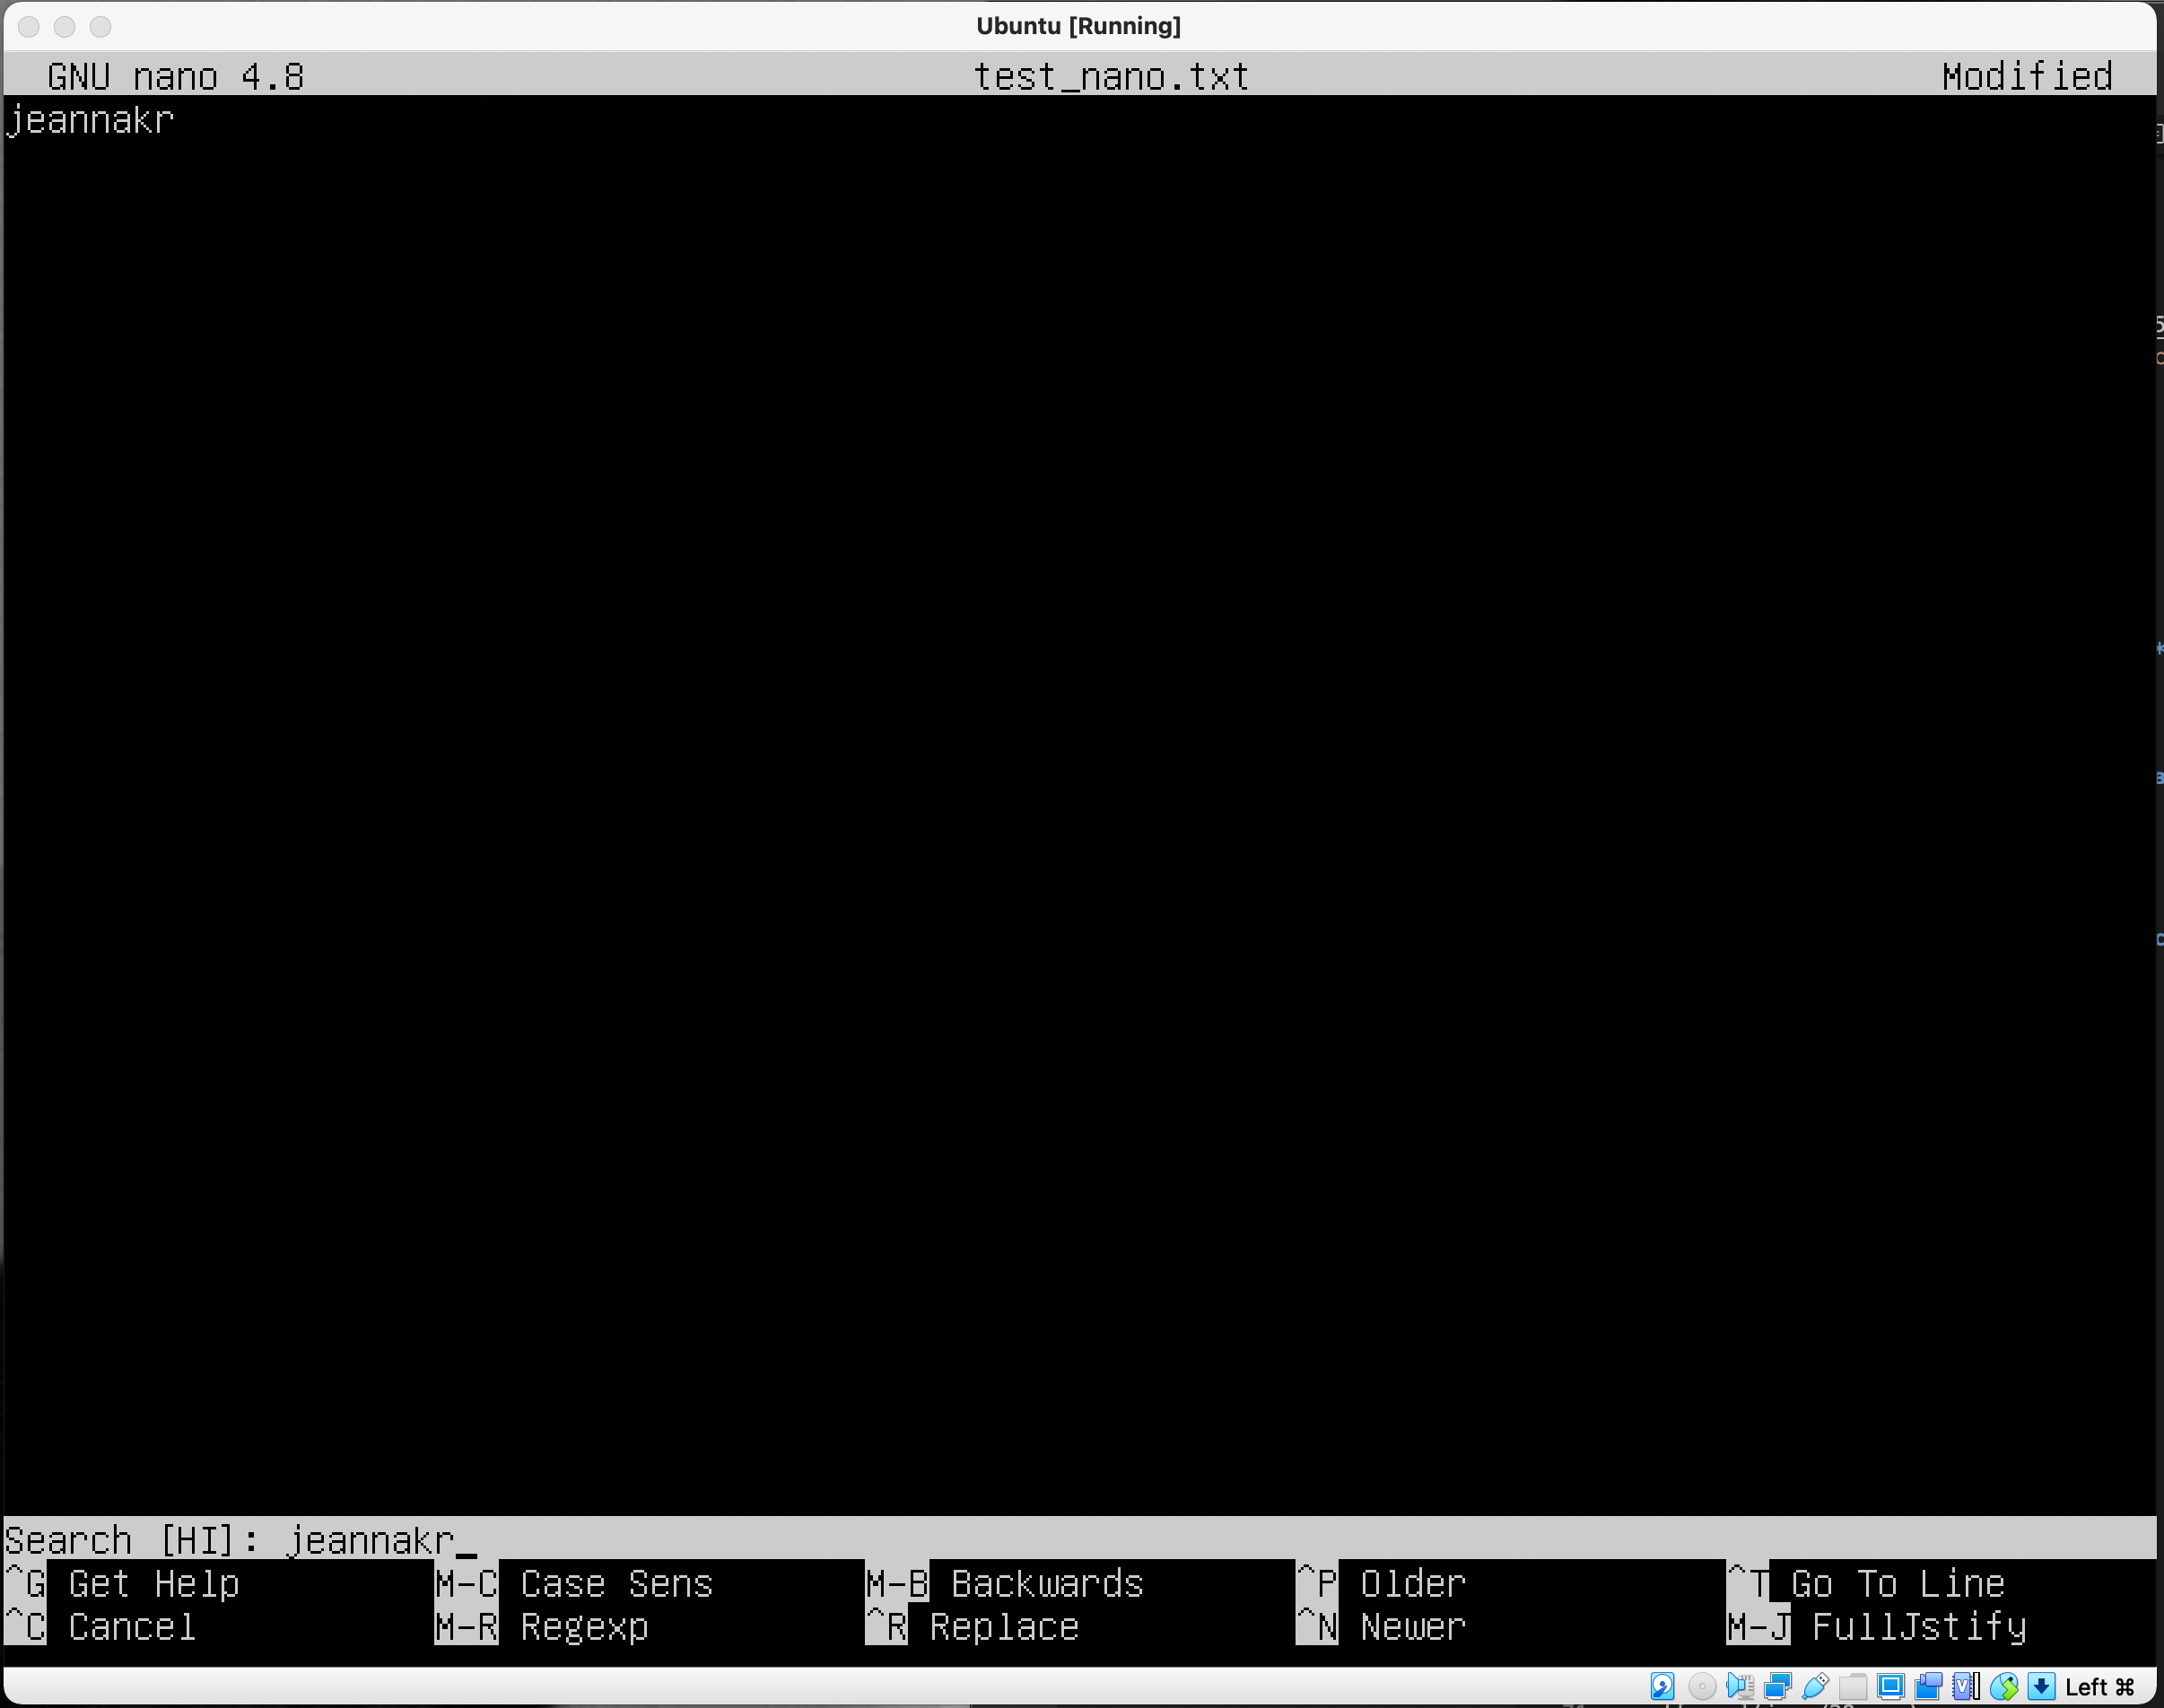 Ubuntu [Running]
GNU nano 4.8 test_nano.txt Modified
jeannakr
Search [HI]: jeannakr
^G Get Help M-C Case Sens M-B Backwards ^P Older ^T Go To Line
^C Cancel M-R Regexp ^R Replace ^N Newer M-J FullJstify
Left ⌘